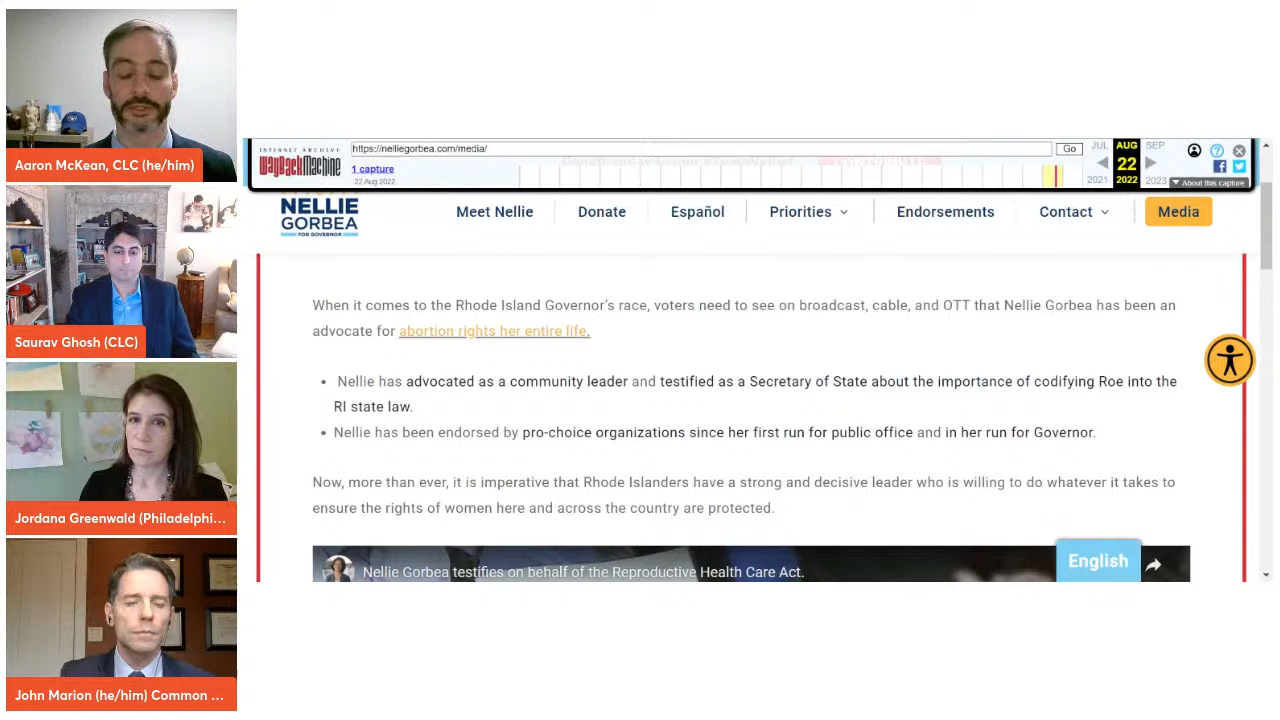 Aaron McKean, CLC (he/him)
Saurav Ghosh (CLC)
Jordana Greenwald (Philadelphi...
John Marion (he/him) Common ...
INTERNET ARCHIVE
WayBackMachine
https://nelliegorbea.com/media/
Go
1 capture
22 Aug 2022
JUL
AUG
SEP
22
2021
2022
2023
About this capture
NELLIE
GORBEA
FOR GOVERNOR
Meet Nellie
Donate
Español
Priorities
Endorsements
Contact
Media
When it comes to the Rhode Island Governor's race, voters need to see on broadcast, cable, and OTT that Nellie Gorbea has been an
advocate for abortion rights her entire life.
• Nellie has advocated as a community leader and testified as a Secretary of State about the importance of codifying Roe into the
RI state law.
• Nellie has been endorsed by pro-choice organizations since her first run for public office and in her run for Governor.
Now, more than ever, it is imperative that Rhode Islanders have a strong and decisive leader who is willing to do whatever it takes to
ensure the rights of women here and across the country are protected.
Nellie Gorbea testifies on behalf of the Reproductive Health Care Act.
English